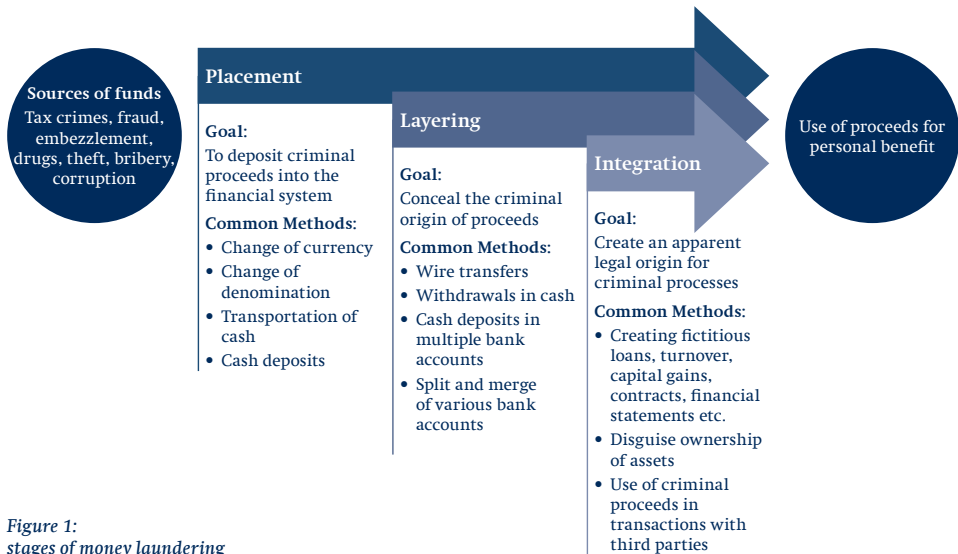 Sources of funds
Tax crimes, fraud,
embezzlement,
drugs, theft, bribery,
corruption
Placement
Goal:
To deposit criminal
proceeds into the
financial system
Common Methods:
• Change of currency
• Change of
denomination
• Transportation of
cash
• Cash deposits
Layering
Goal:
Conceal the criminal
origin of proceeds
Common Methods:
• Wire transfers
• Withdrawals in cash
• Cash deposits in
multiple bank
accounts
• Split and merge
of various bank
accounts
Integration
Goal:
Create an apparent
legal origin for
criminal processes
Common Methods:
• Creating fictitious
loans, turnover,
capital gains,
contracts, financial
statements etc.
• Disguise ownership
of assets
• Use of criminal
proceeds in
transactions with
third parties
Use of proceeds for
personal benefit
Figure 1:
stages of money laundering